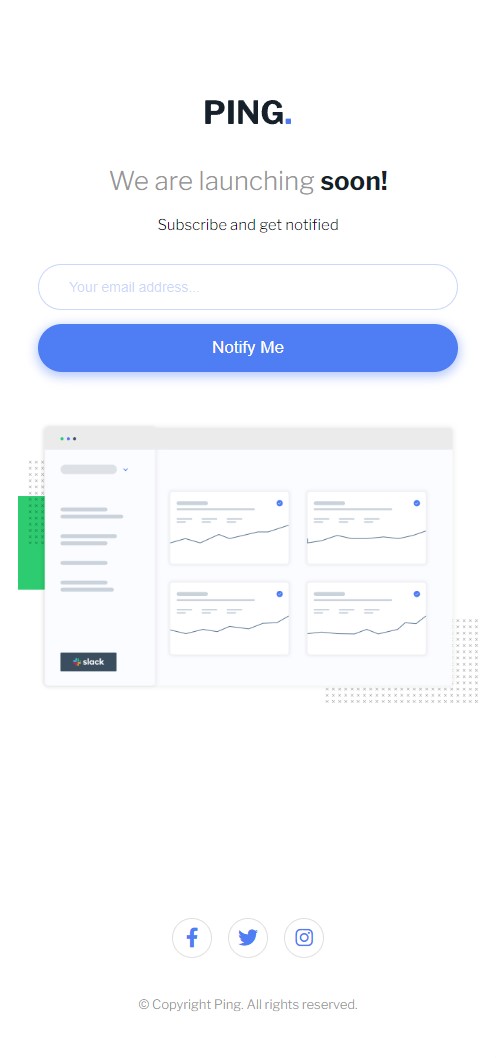 PING.
We are launching soon!
Subscribe and get notified
Your email address...
Notify Me
slack
© Copyright Ping. All rights reserved.